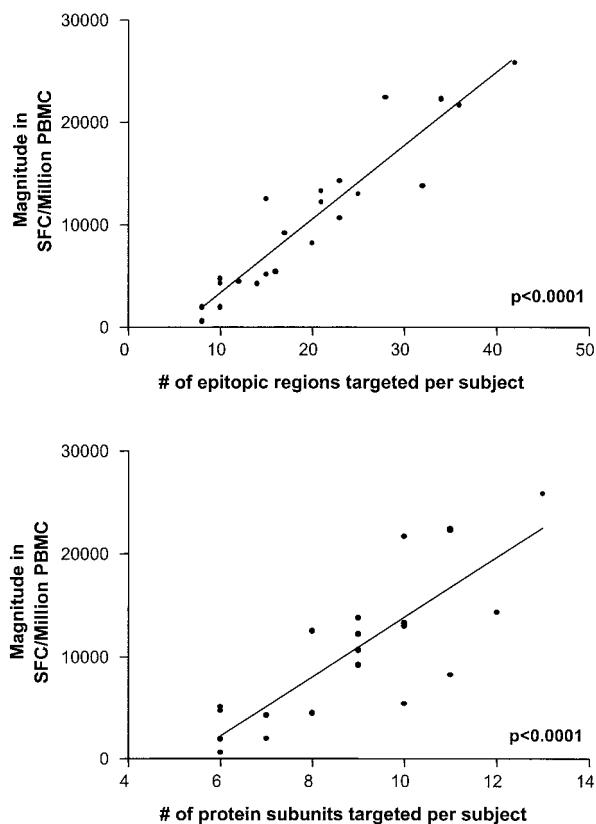 30000
20000
10000
0
Magnitude in
SFC/Million PBMC
p<0.0001
0 10 20 30 40 50
# of epitopic regions targeted per subject
30000
20000
10000
0
Magnitude in
SFC/Million PBMC
p<0.0001
4 6 8 10 12 14
# of protein subunits targeted per subject